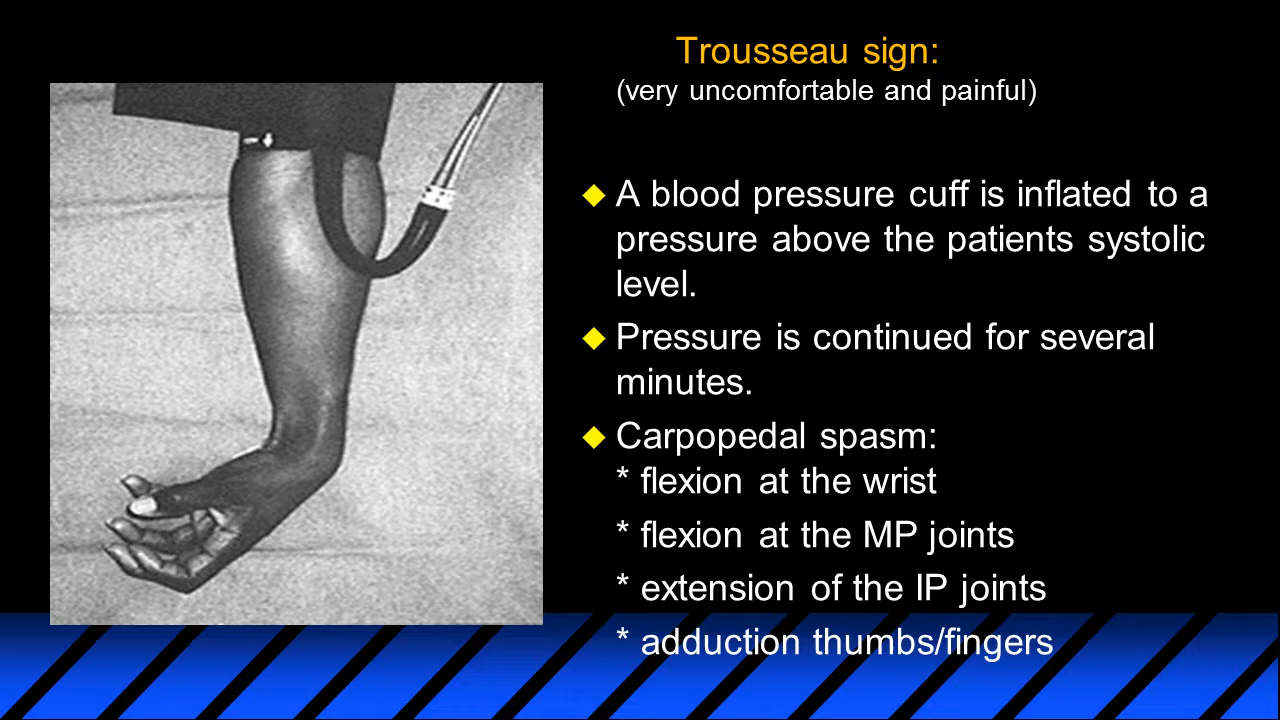 Trousseau sign:
(very uncomfortable and painful)
A blood pressure cuff is inflated to a
pressure above the patients systolic
level.
Pressure is continued for several
minutes.
Carpopedal spasm:
* flexion at the wrist
* flexion at the MP joints
* extension of the IP joints
* adduction thumbs/fingers